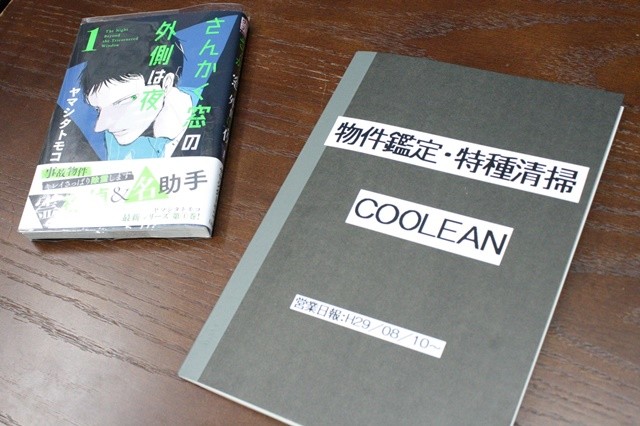 さんかく窓の
外側は夜
1
The Night
Beyond
the Tricornered
Window
ヤマシタトモコ
事故物件
&
助手
物件鑑定・特種清掃
COOLEAN
営業日報:H29/08/10～